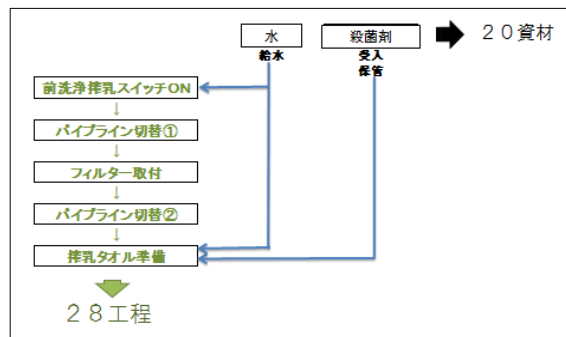 水
殺菌剤
２０資材
給水
受入
保管
前洗浄搾乳スイッチON
↓
パイプライン切替①
↓
フィルター取付
↓
パイプライン切替②
↓
搾乳タオル準備
２８工程